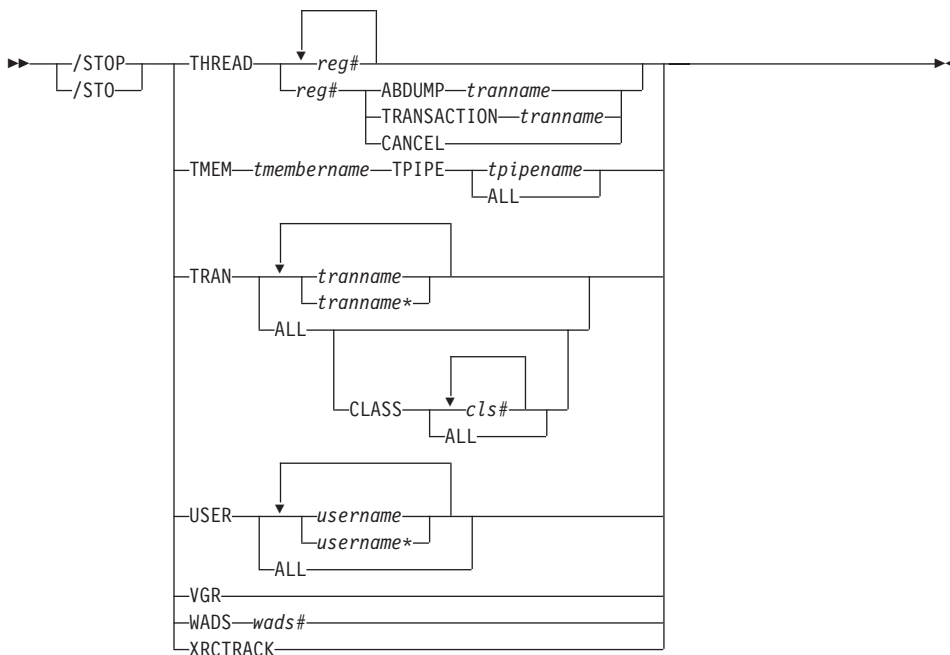 /STOP THREAD reg#
/STO reg# ABDUMP tranname
TRANSACTION tranname
CANCEL
TMEM tmembername TPIPE tpipename
ALL
TRAN tranname
tranname*
ALL
CLASS cls#
ALL
USER username
username*
ALL
VGR
WADS wads#
XRCTRACK